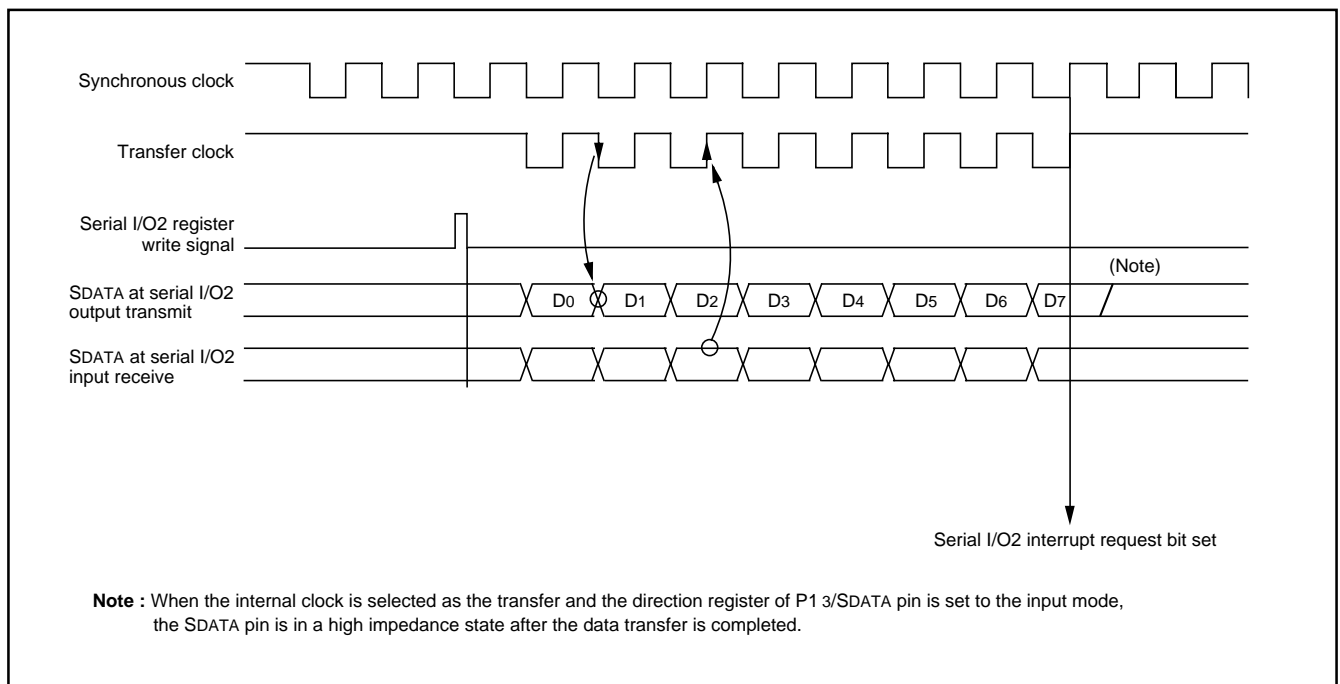 Synchronous clock
Transfer clock
Serial I/O2 register
write signal
(Note)
SDATA at serial I/O2
output transmit
D0 D1 D2 D3 D4 D5 D6 D7
SDATA at serial I/O2
input receive
Serial I/O2 interrupt request bit set
Note : When the internal clock is selected as the transfer and the direction register of P1 3/SDATA pin is set to the input mode,
the SDATA pin is in a high impedance state after the data transfer is completed.